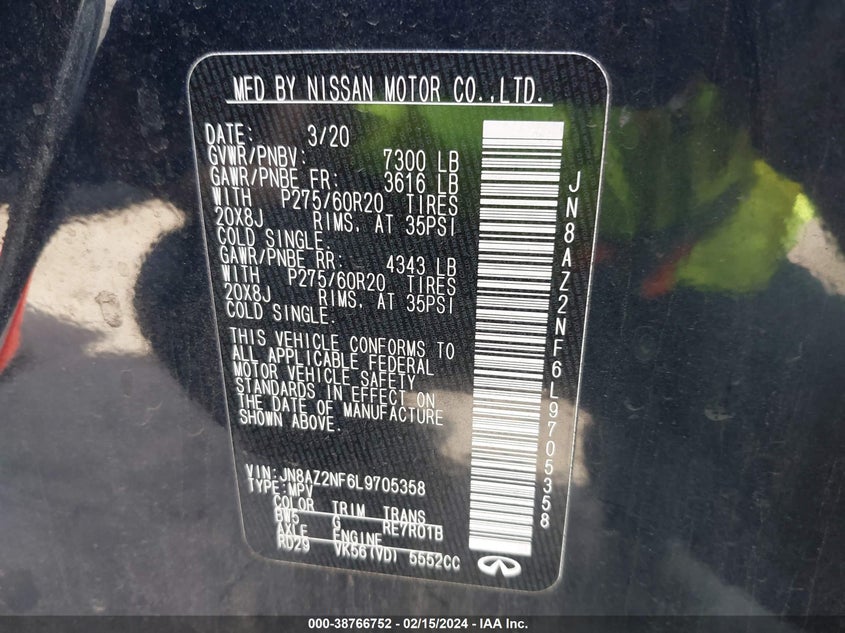 MFD BY NISSAN MOTOR CO.,LTD.
DATE: 3/20
GVWR/PNBV: 7300 LB
GAWR/PNBE FR: 3616 LB
WITH P275/60R20 TIRES
20X8J RIMS, AT 35PSI
COLD SINGLE.
GAWR/PNBE RR: 4343 LB
WITH P275/60R20 TIRES
20X8J RIMS, AT 35PSI
COLD SINGLE.
THIS VEHICLE CONFORMS TO
ALL APPLICABLE FEDERAL
MOTOR VEHICLE SAFETY
STANDARDS IN EFFECT ON
THE DATE OF MANUFACTURE
SHOWN ABOVE.
VIN:JN8AZ2NF6L9705358
TYPE:MPV
COLOR TRIM TRANS
BW5 G RE7R0TB
AXLE ENGINE
RD29 VK56(VD) 5552CC
JN8AZ2NF6L9705358
000-38766752 — 02/15/2024 — IAA Inc.